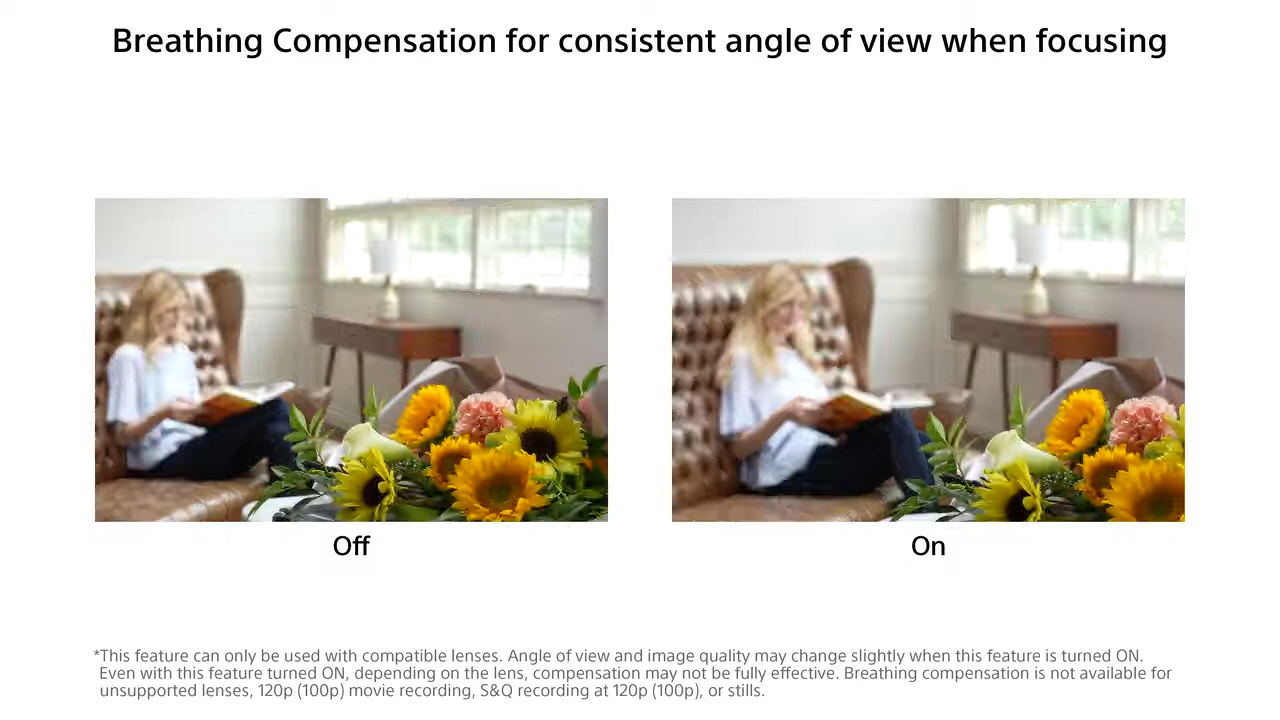 Breathing Compensation for consistent angle of view when focusing
Off
On
*This feature can only be used with compatible lenses. Angle of view and image quality may change slightly when this feature is turned ON.
Even with this feature turned ON, depending on the lens, compensation may not be fully effective. Breathing compensation is not available for
unsupported lenses, 120p (100p) movie recording, S&Q recording at 120p (100p), or stills.